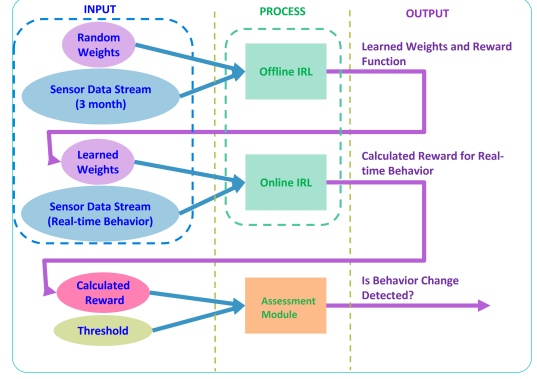 INPUT
PROCESS
OUTPUT
Random
Weights
Sensor Data Stream
(3 month)
Offline IRL
Learned Weights and Reward
Function
Learned
Weights
Sensor Data Stream
(Real-time Behavior)
Online IRL
Calculated Reward for Real-
time Behavior
Calculated
Reward
Threshold
Assessment
Module
Is Behavior Change
Detected?